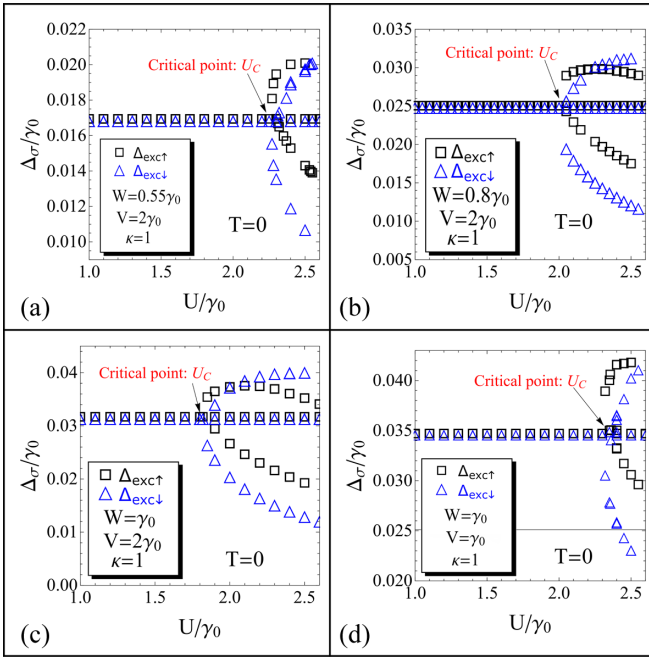 0.020
0.018
0.016
0.014
0.012
0.010
Δσ/γ0
Critical point: UC
Δexc↑
Δexc↓
W=0.55γ0
V=2γ0
κ=1
T=0
1.0 1.5 2.0 2.5
(a)
U/γ0
0.035
0.030
0.025
0.020
0.015
0.010
0.005
Δσ/γ0
Critical point: UC
Δexc↑
Δexc↓
W=0.8γ0
V=2γ0
κ=1
T=0
1.0 1.5 2.0 2.5
(b)
U/γ0
0.04
0.03
0.02
0.01
0.00
Δσ/γ0
Critical point: UC
Δexc↑
Δexc↓
W=γ0
V=2γ0
κ=1
T=0
1.0 1.5 2.0 2.5
(c)
U/γ0
0.040
0.035
0.030
0.025
0.020
Δσ/γ0
Critical point: UC
Δexc↑
Δexc↓
W=γ0
V=γ0
κ=1
T=0
1.0 1.5 2.0 2.5
(d)
U/γ0